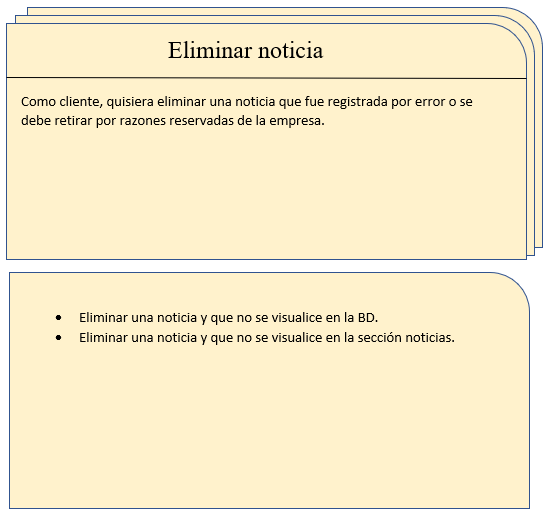 Eliminar noticia
Como cliente, quisiera eliminar una noticia que fue registrada por error o se
debe retirar por razones reservadas de la empresa.
• Eliminar una noticia y que no se visualice en la BD.
• Eliminar una noticia y que no se visualice en la sección noticias.